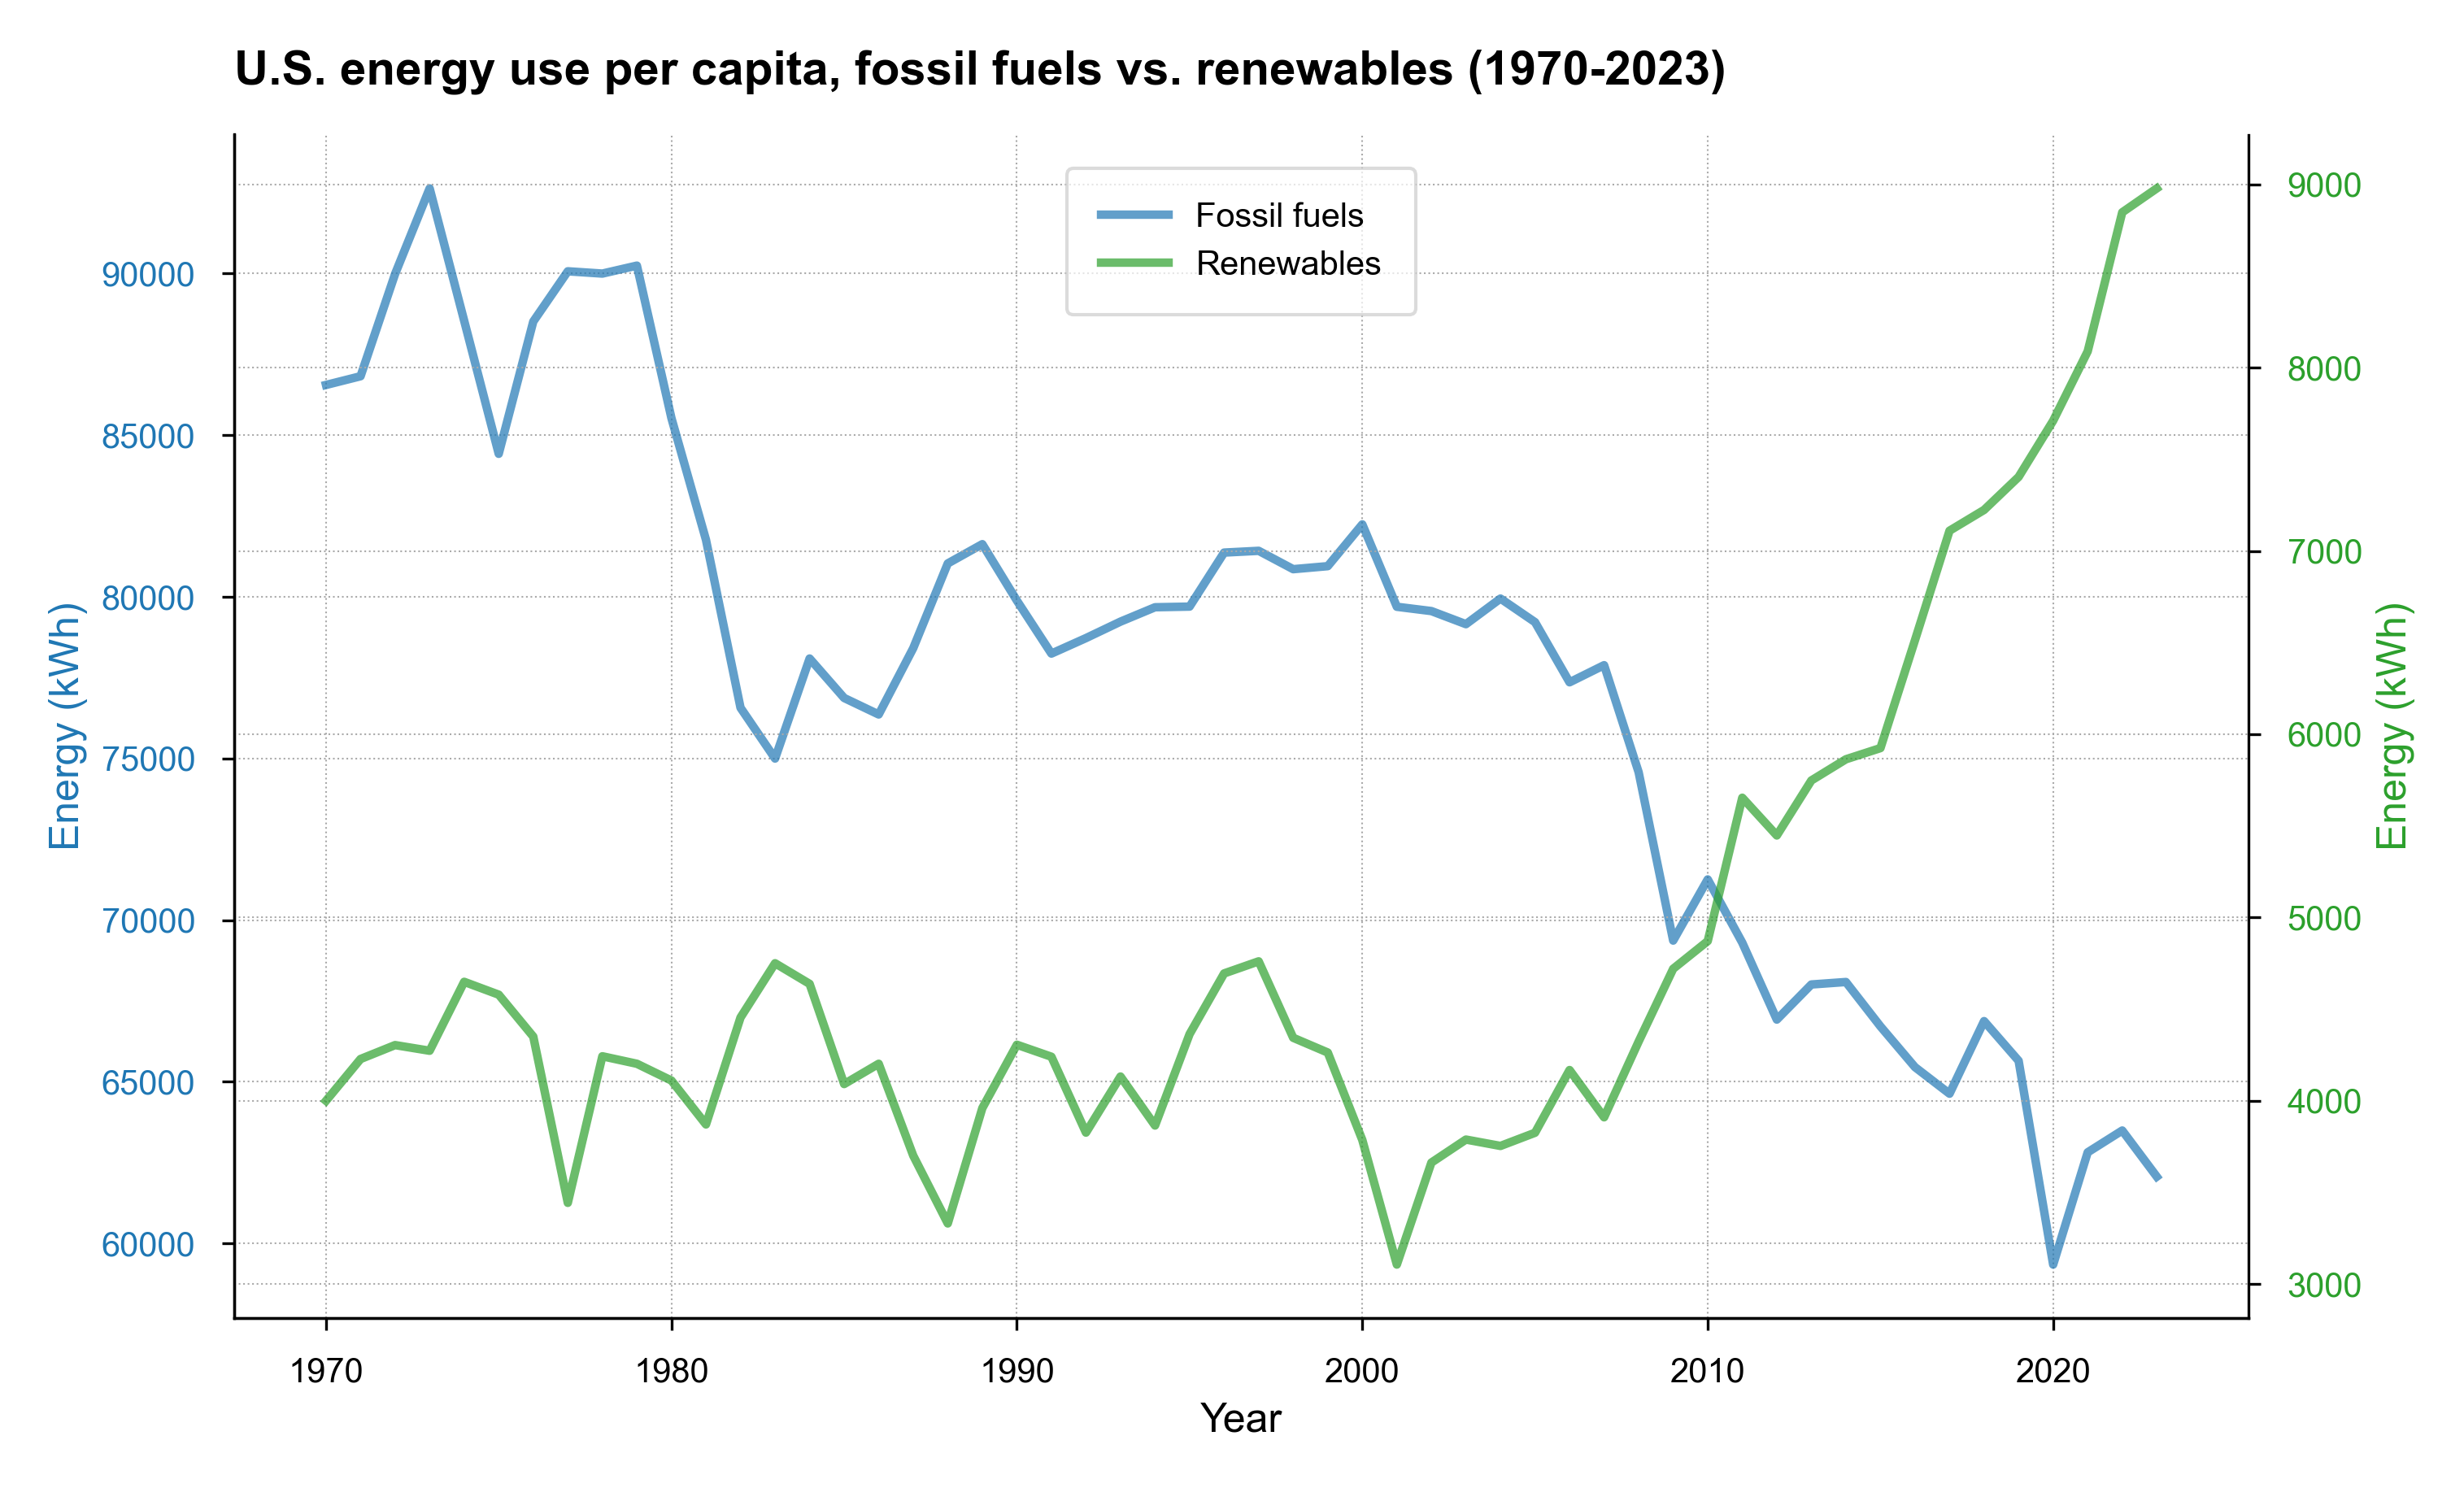 U.S. energy use per capita, fossil fuels vs. renewables (1970-2023)
Fossil fuels
Renewables
Energy (kWh)
90000
85000
80000
75000
70000
65000
60000
9000
8000
7000
6000
5000
4000
3000
Energy (kWh)
1970 1980 1990 2000 2010 2020
Year